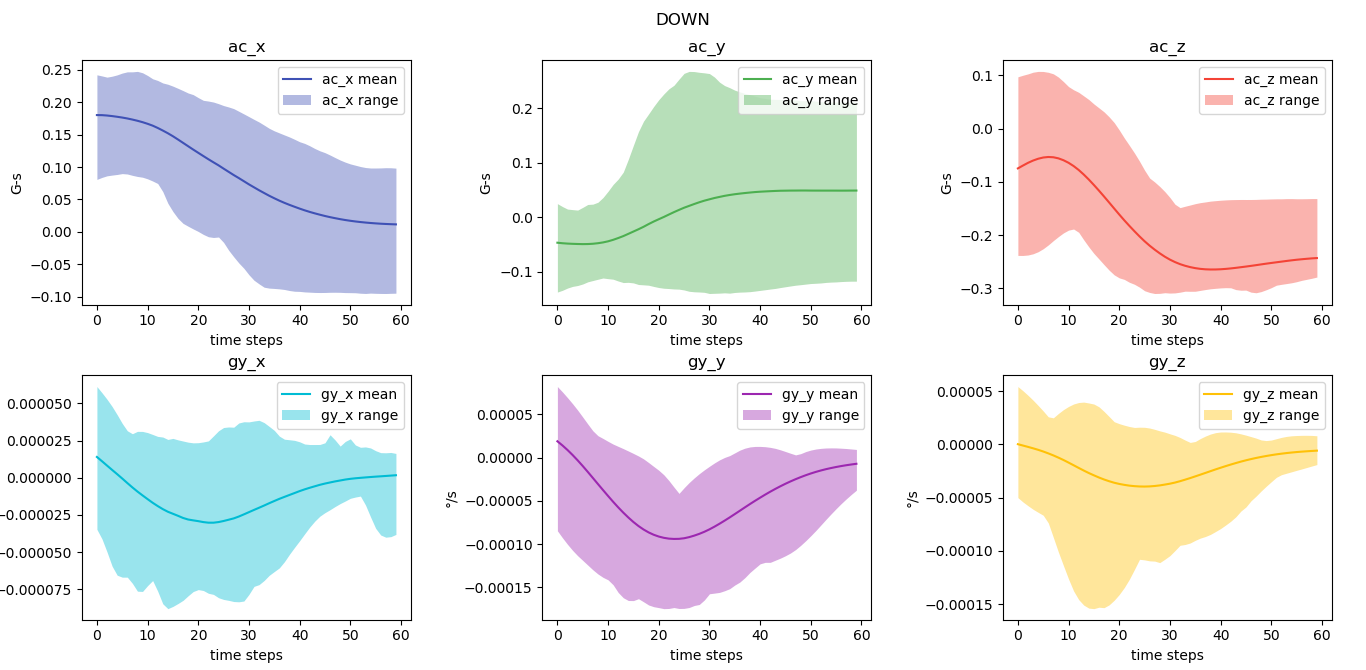 DOWN
ac_x
ac_y
ac_z
G-s
0.25
0.20
0.15
0.10
0.05
0.00
−0.05
−0.10
ac_x mean
ac_x range
0 10 20 30 40 50 60
time steps
G-s
0.2
0.1
0.0
−0.1
ac_y mean
ac_y range
0 10 20 30 40 50 60
time steps
G-s
0.1
0.0
−0.1
−0.2
−0.3
ac_z mean
ac_z range
0 10 20 30 40 50 60
time steps
gy_x
gy_y
gy_z
0.000050
0.000025
0.000000
−0.000025
−0.000050
−0.000075
gy_x mean
gy_x range
0 10 20 30 40 50 60
time steps
°/s
0.00005
0.00000
−0.00005
−0.00010
−0.00015
gy_y mean
gy_y range
0 10 20 30 40 50 60
time steps
°/s
0.00005
0.00000
−0.00005
−0.00010
−0.00015
gy_z mean
gy_z range
0 10 20 30 40 50 60
time steps